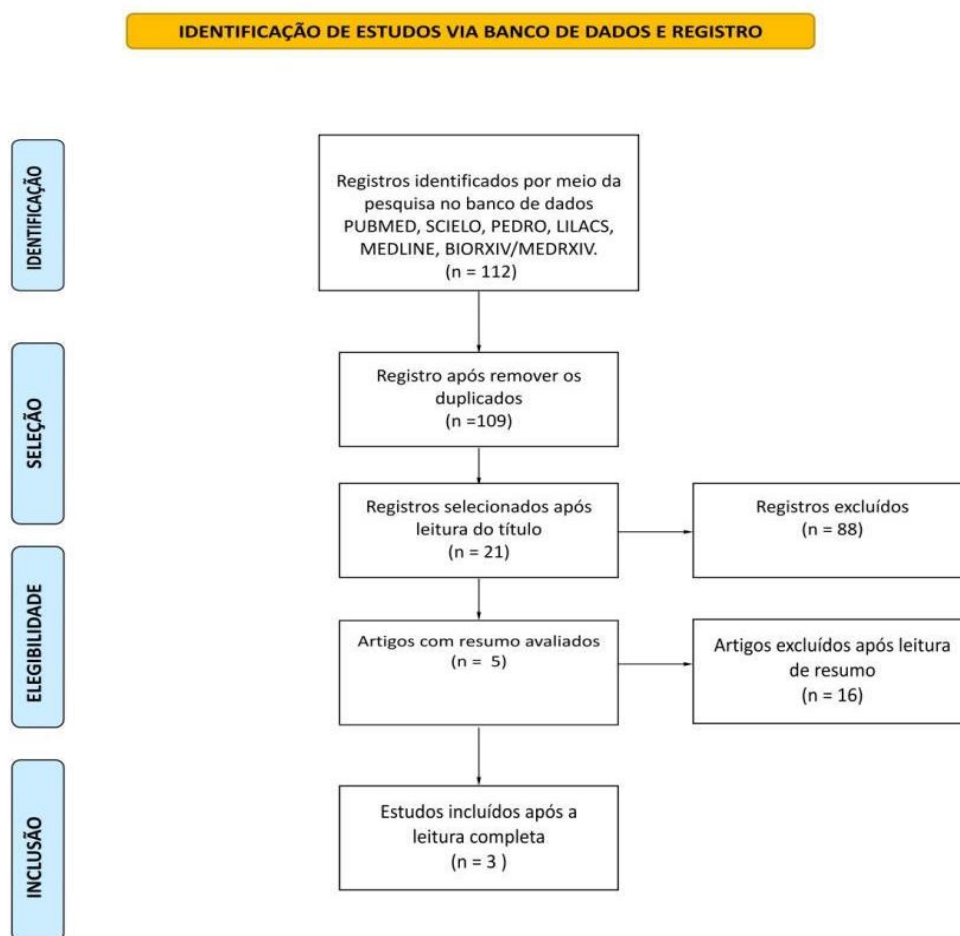 IDENTIFICAÇÃO DE ESTUDOS VIA BANCO DE DADOS E REGISTRO
IDENTIFICAÇÃO
Registros identificados por meio da
pesquisa no banco de dados
PUBMED, SCIELO, PEDRO, LILACS,
MEDLINE, BIORXIV/MEDRXIV.
(n = 112)
SELEÇÃO
Registro após remover os
duplicados
(n =109)
Registros selecionados após
leitura do título
(n = 21)
Registros excluídos
(n = 88)
ELEGIBILIDADE
Artigos com resumo avaliados
(n =  5)
Artigos excluídos após leitura
de resumo
(n = 16)
INCLUSÃO
Estudos incluídos após a
leitura completa
(n = 3 )